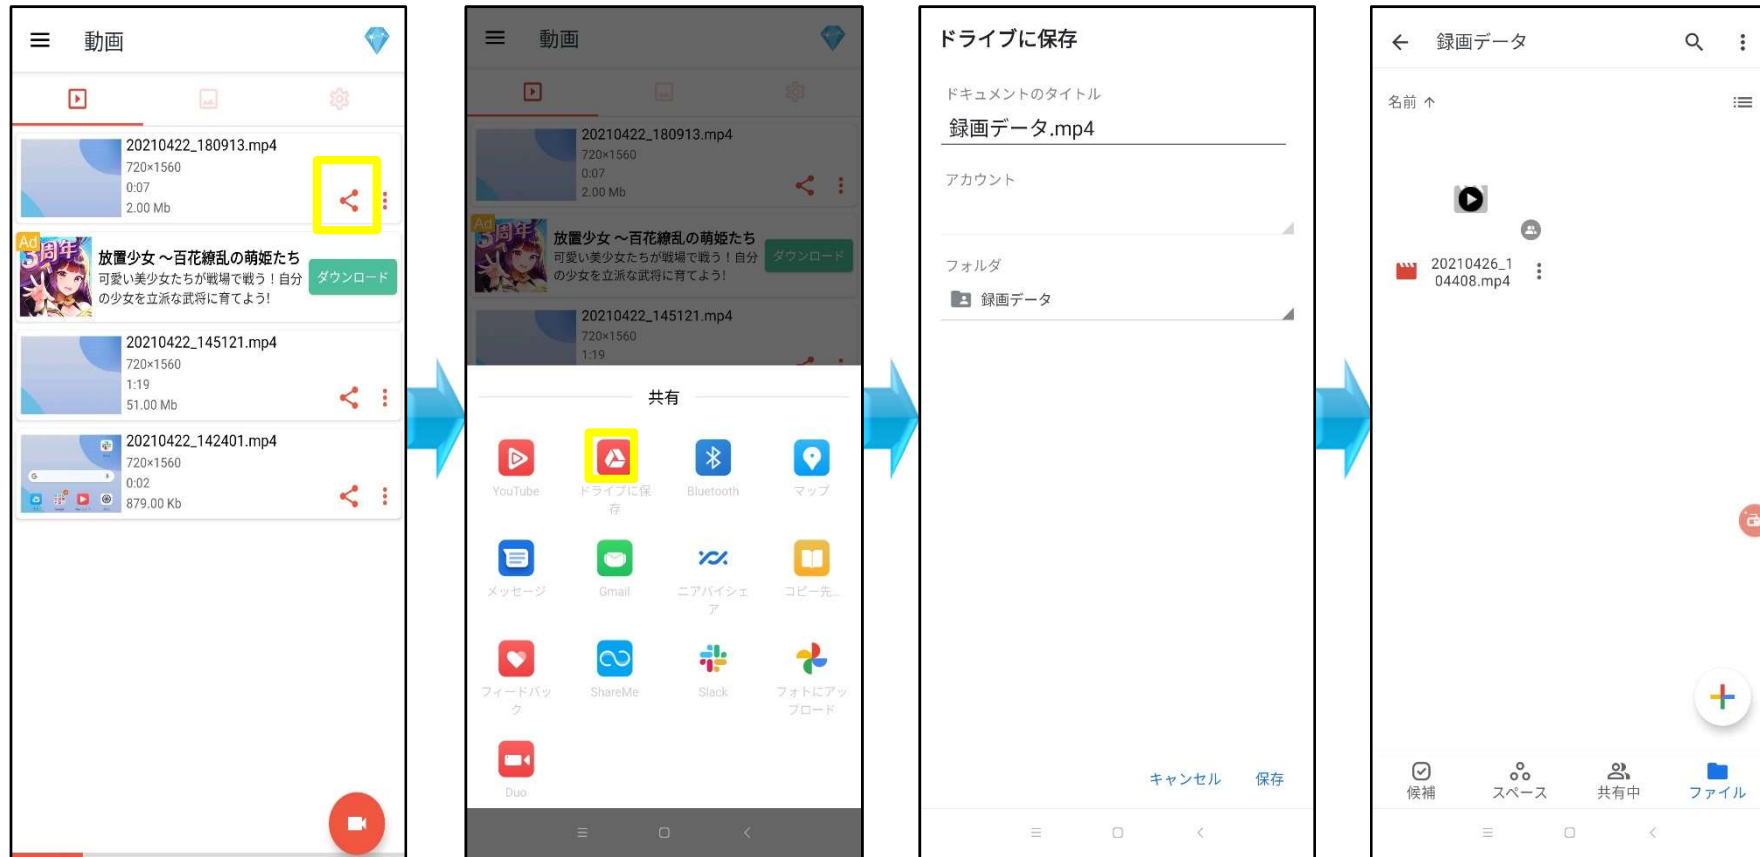 動画
20210422_180913.mp4
720×1560
0:07
2.00 Mb
Ad
5周年
放置少女 ～百花繚乱の萌姫たち
可愛い美少女たちが戦場で戦う！自分
の少女を立派な武将に育てよう!
ダウンロード
20210422_145121.mp4
720×1560
1:19
51.00 Mb
20210422_142401.mp4
720×1560
0:02
879.00 Kb
動画
20210422_180913.mp4
720×1560
0:07
2.00 Mb
Ad
5周年
放置少女 ～百花繚乱の萌姫たち
可愛い美少女たちが戦場で戦う！自分
の少女を立派な武将に育てよう!
ダウンロード
20210422_145121.mp4
720×1560
1:19
共有
YouTube
ドライブに保
存
Bluetooth
マップ
メッセージ
Gmail
ニアバイシェ
ア
コピー先...
フィードバッ
ク
ShareMe
Slack
フォトにアッ
プロード
Duo
ドライブに保存
ドキュメントのタイトル
録画データ.mp4
アカウント
フォルダ
録画データ
キャンセル
保存
録画データ
名前
20210426_1
04408.mp4
候補
スペース
共有中
ファイル